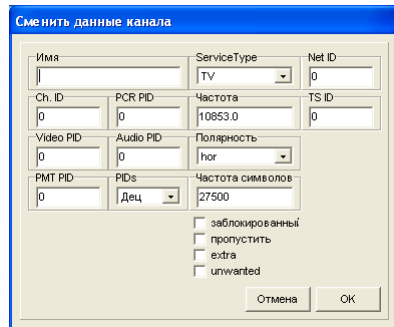 Сменить данные канала
Имя ServiceType Net ID
TV 0
Ch. ID PCR PID Частота TS ID
0 0 10853.0 0
Video PID Audio PID Полярность
0 0 hor
PMT PID PIDs Частота символов
0 Дец 27500
заблокированный
пропустить
extra
unwanted
Отмена OK